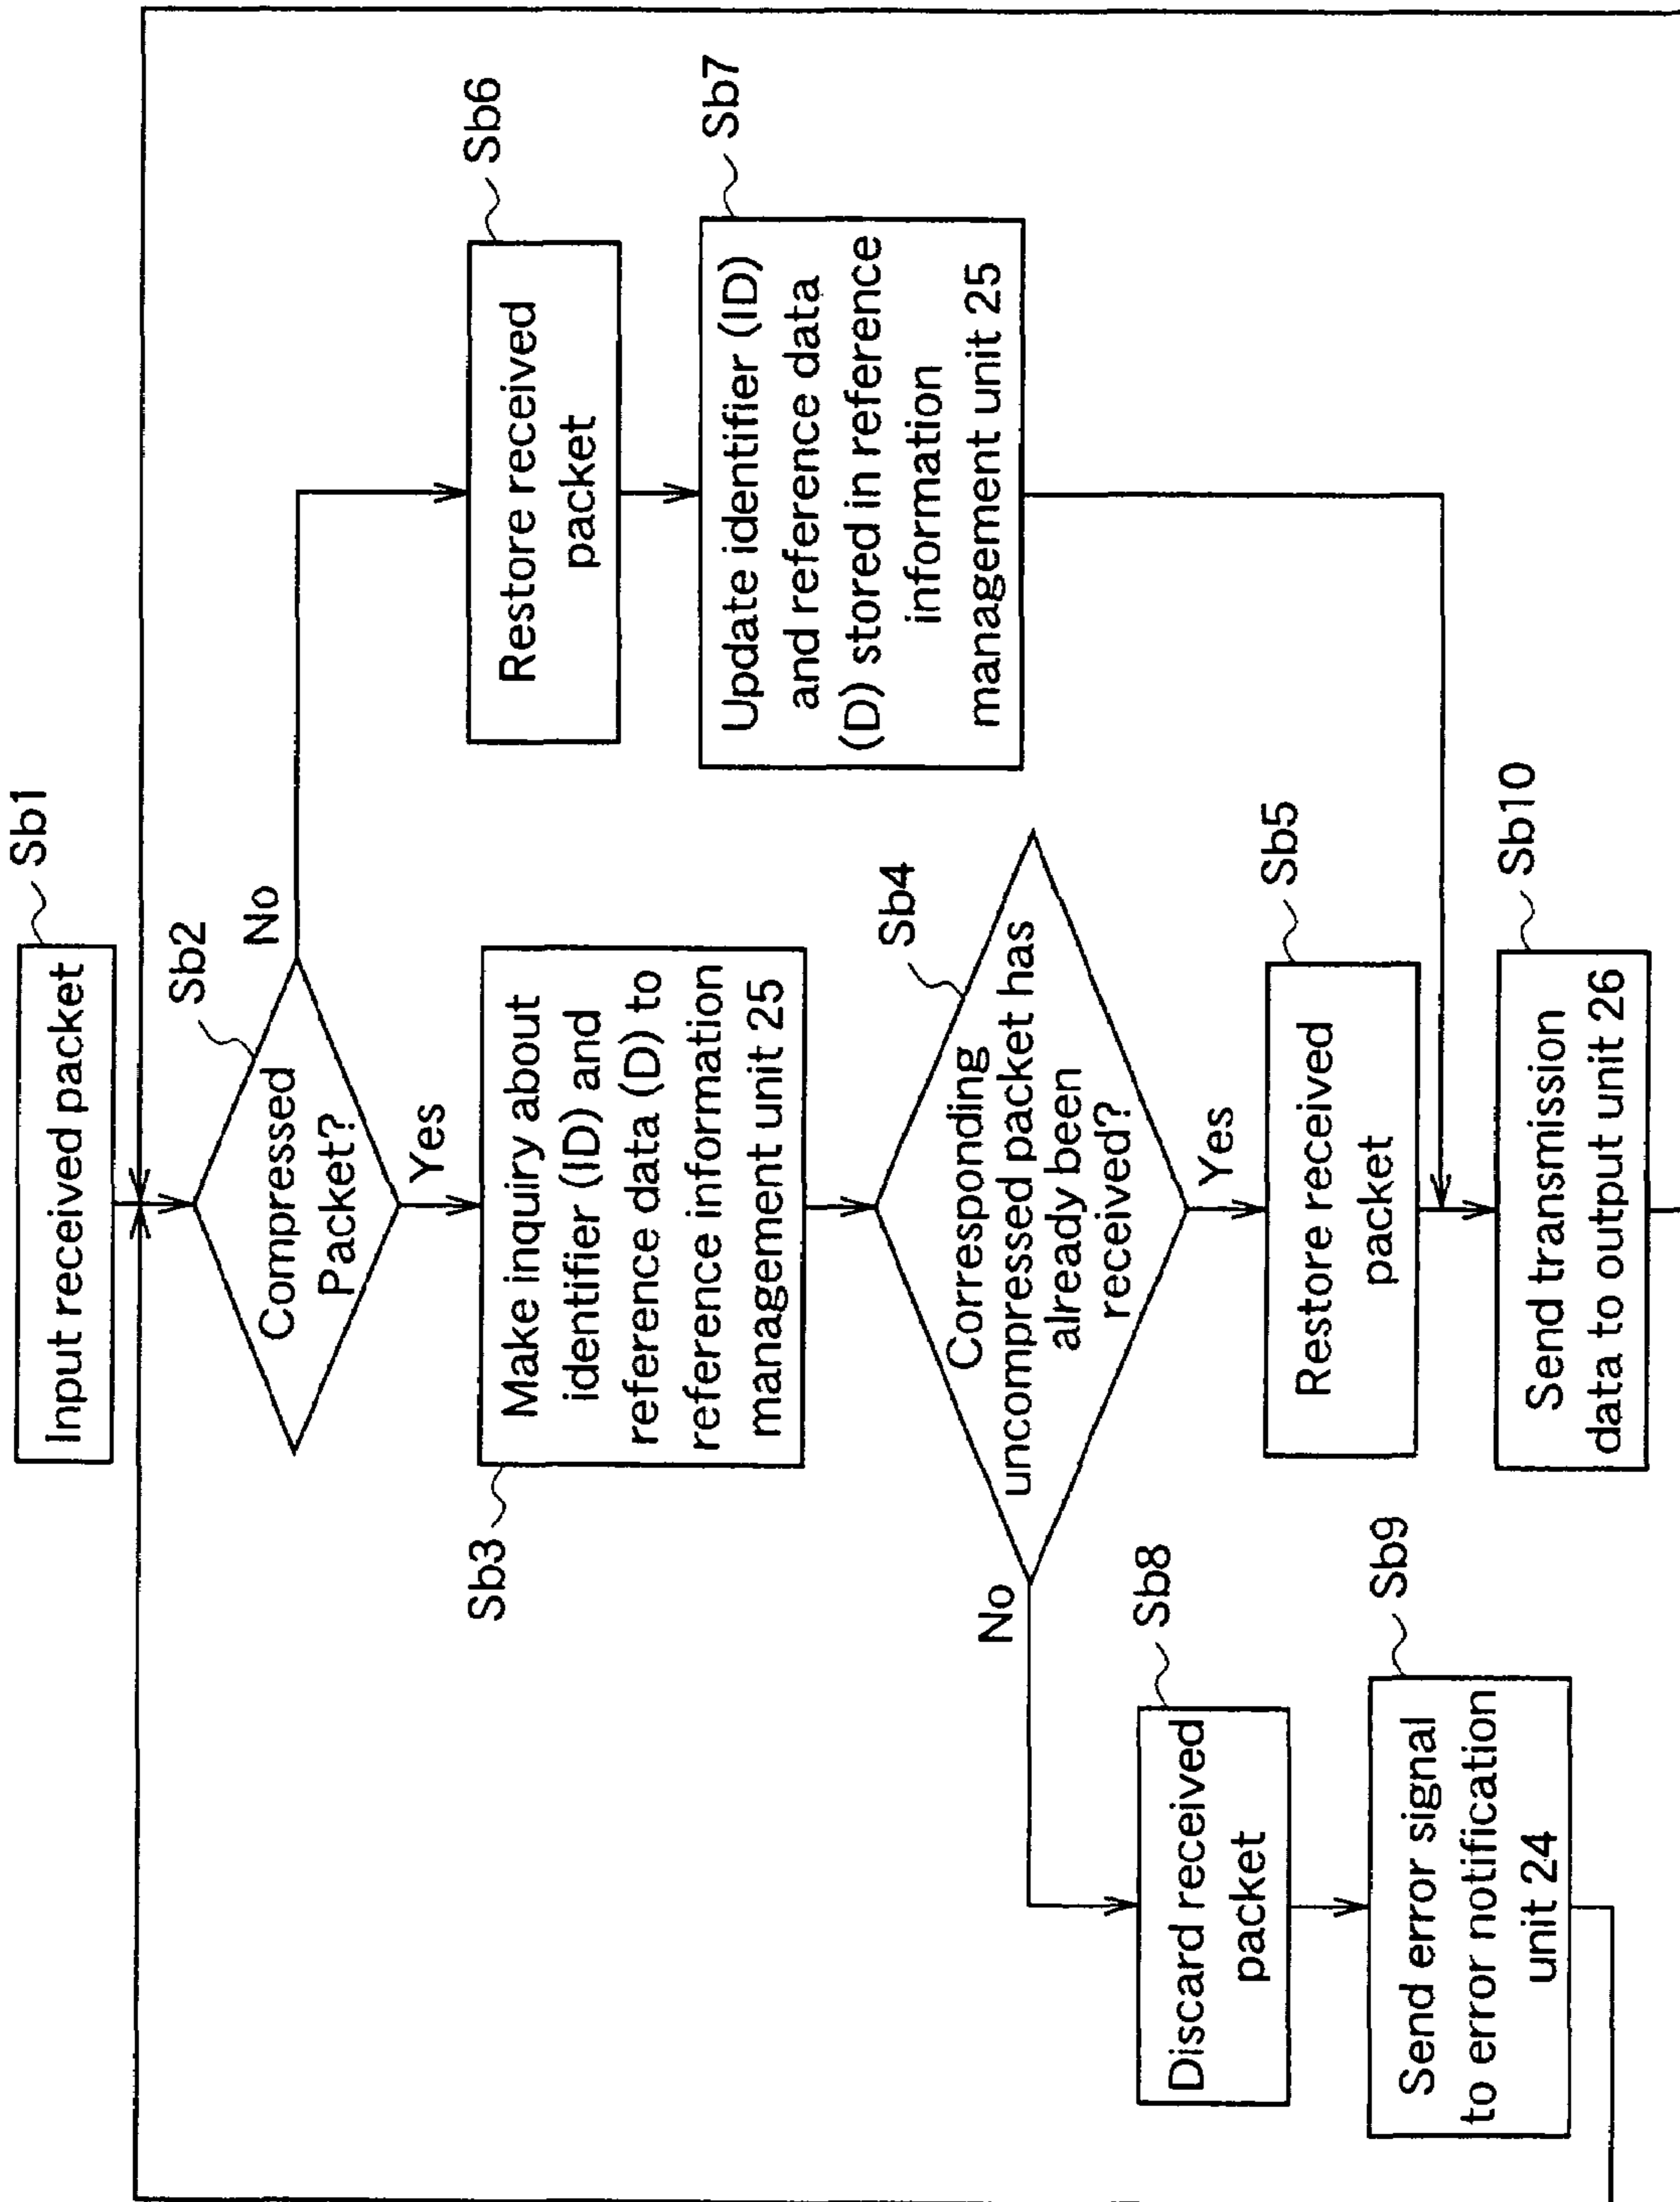 Input received packet
Sb1
Compressed
Packet?
Sb2
No
Yes
Make inquiry about
identifier (ID) and
reference data (D) to
reference information
management unit 25
Sb3
Restore received
packet
Sb6
Update identifier (ID)
and reference data
(D) stored in reference
information
management unit 25
Sb7
Corresponding
uncompressed packet has
already been
received?
Sb4
No
Yes
Discard received
packet
Sb8
Send error signal
to error notification
unit 24
Sb9
Restore received
packet
Sb5
Send transmission
data to output unit 26
Sb10